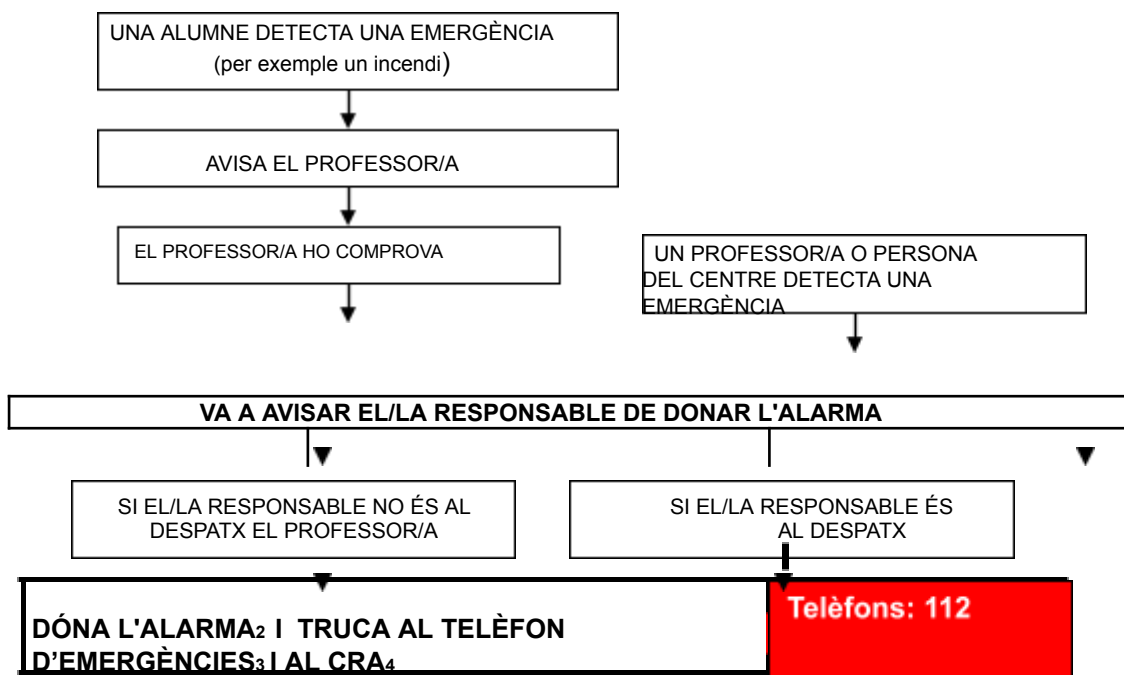 UNA ALUMNE DETECTA UNA EMERGÈNCIA
(per exemple un incendi)
AVISA EL PROFESSOR/A
EL PROFESSOR/A HO COMPROVA
UN PROFESSOR/A O PERSONA
DEL CENTRE DETECTA UNA
EMERGÈNCIA
VA A AVISAR EL/LA RESPONSABLE DE DONAR L'ALARMA
SI EL/LA RESPONSABLE NO ÉS AL
DESPATX EL PROFESSOR/A
SI EL/LA RESPONSABLE ÉS
AL DESPATX
DÓNA L'ALARMA2 I TRUCA AL TELÈFON
D'EMERGÈNCIES3 I AL CRA4
Telèfons: 112